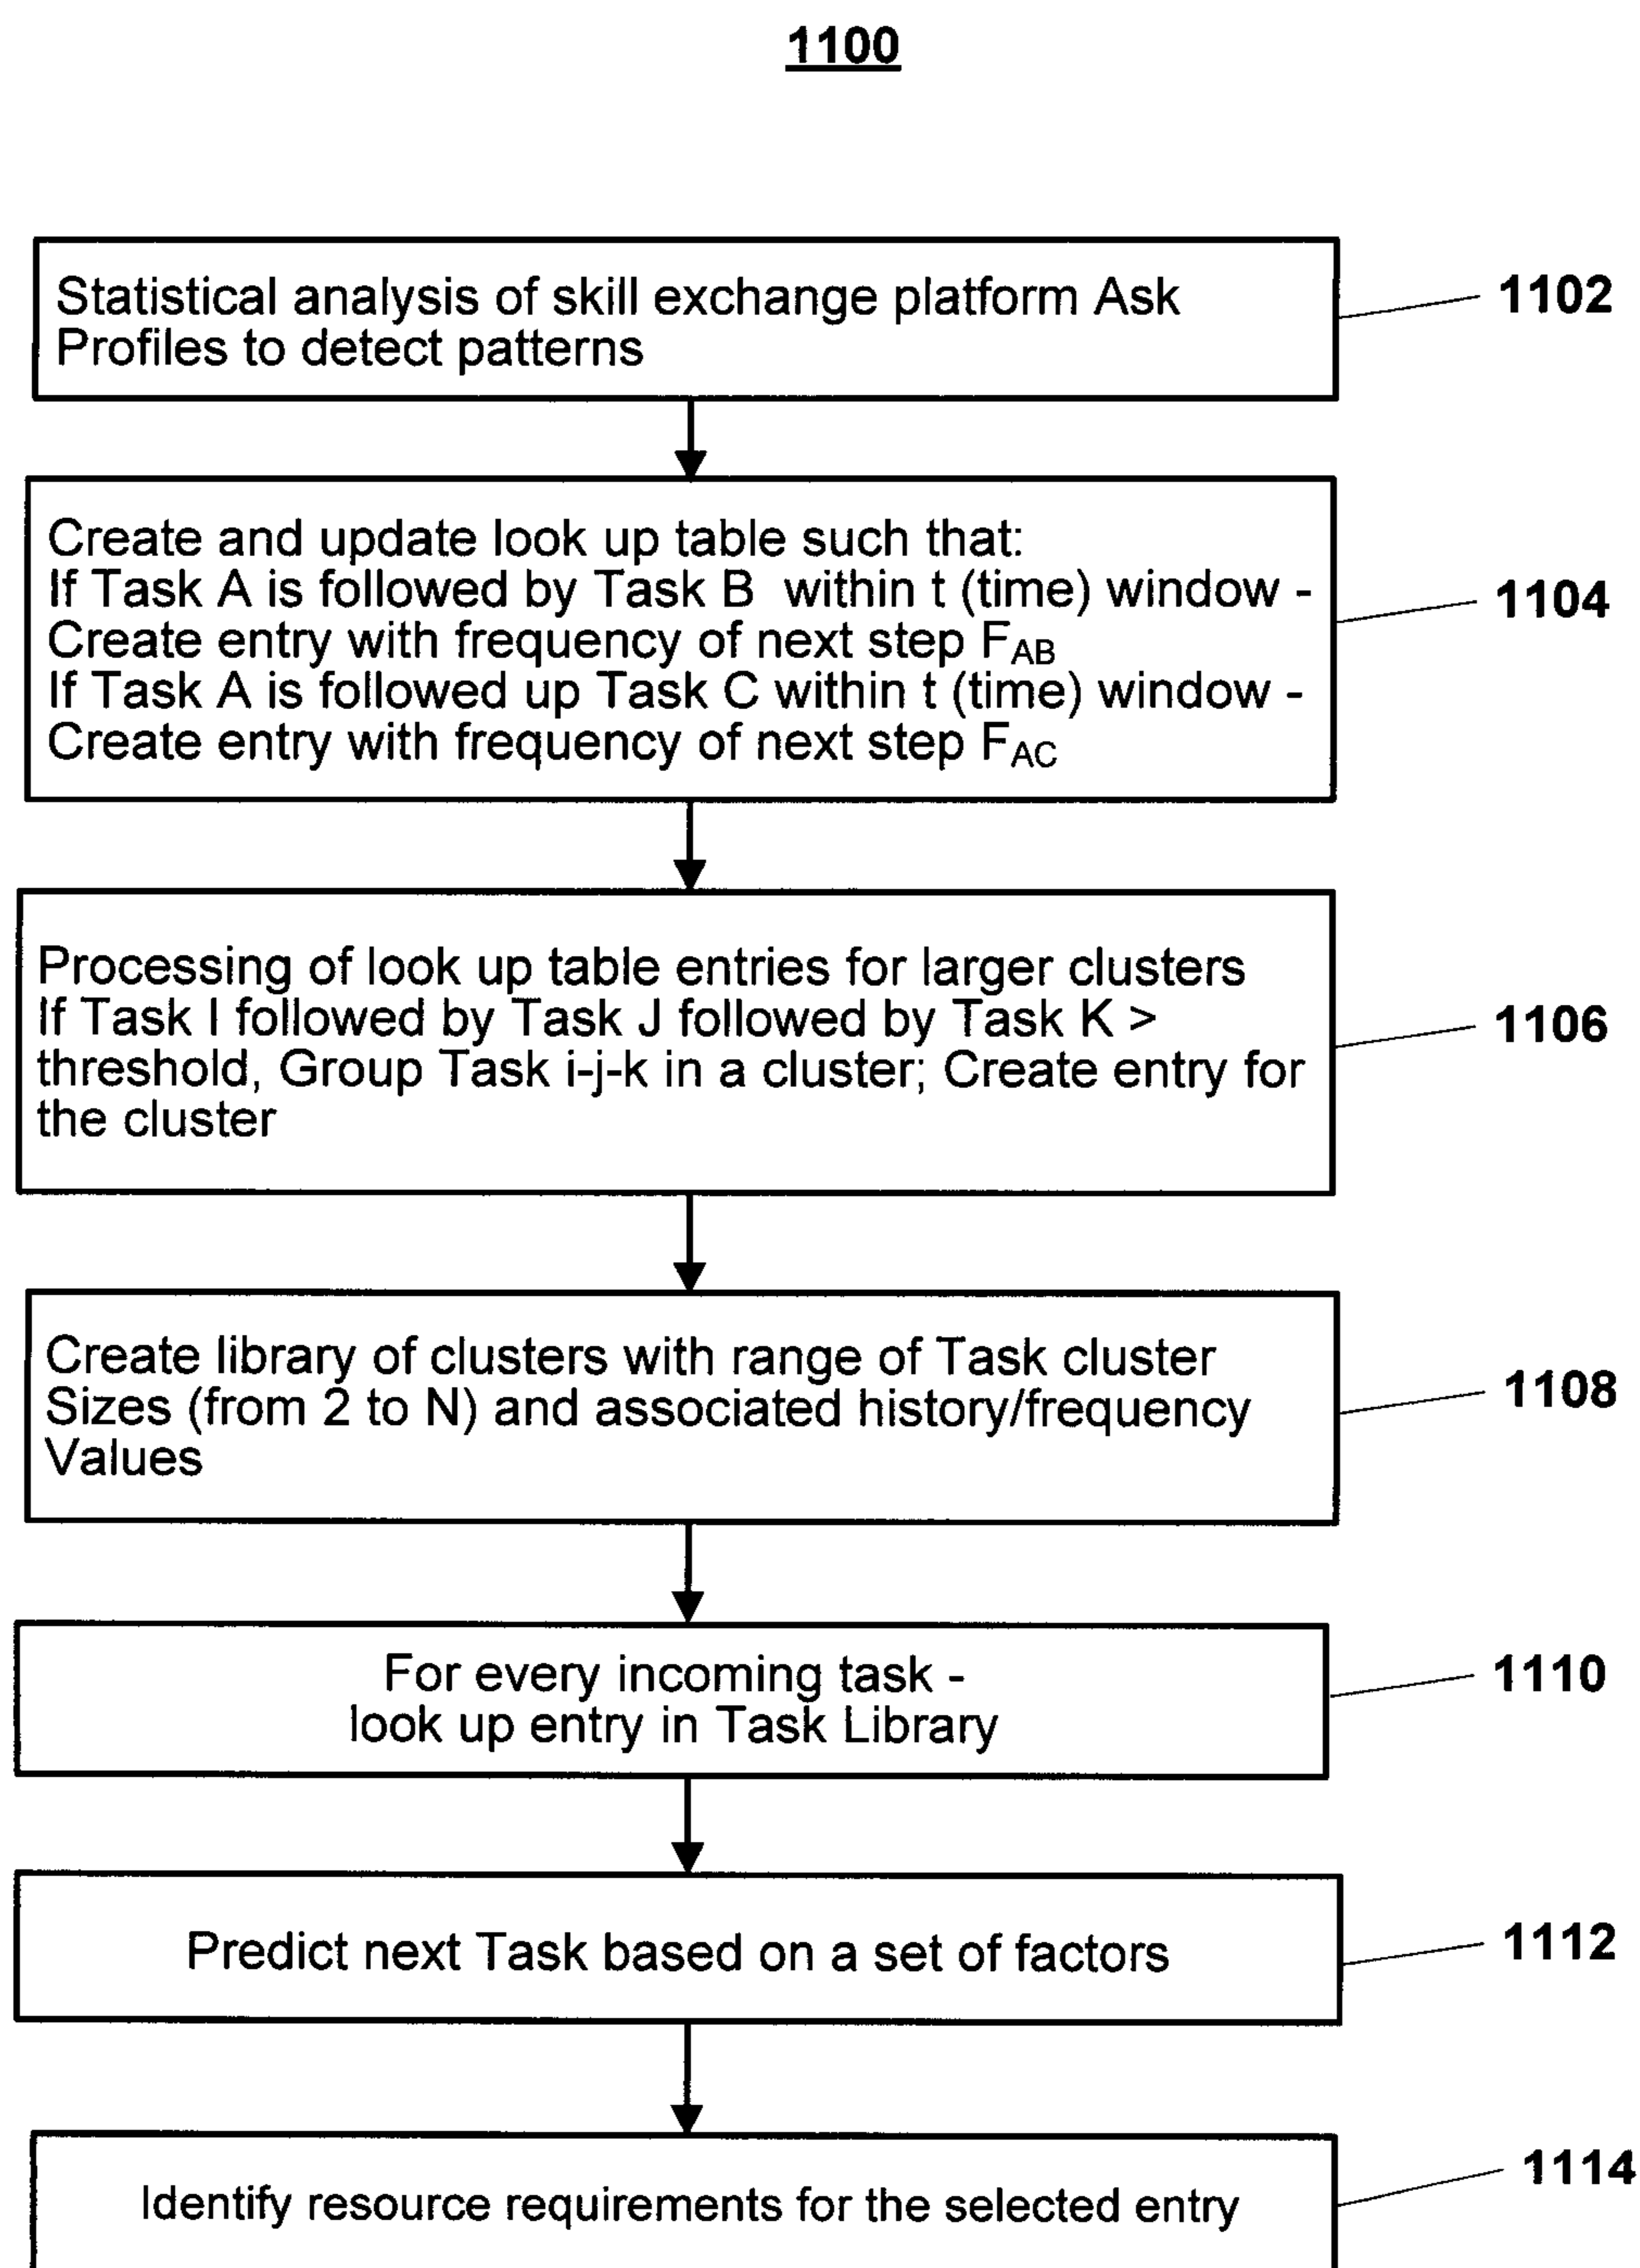 1100
Statistical analysis of skill exchange platform Ask
Profiles to detect patterns
1102
Create and update look up table such that:
If Task A is followed by Task B within t (time) window -
Create entry with frequency of next step FAB
If Task A is followed up Task C within t (time) window -
Create entry with frequency of next step FAC
1104
Processing of look up table entries for larger clusters
If Task I followed by Task J followed by Task K >
threshold, Group Task i-j-k in a cluster; Create entry for
the cluster
1106
Create library of clusters with range of Task cluster
Sizes (from 2 to N) and associated history/frequency
Values
1108
For every incoming task -
look up entry in Task Library
1110
Predict next Task based on a set of factors
1112
Identify resource requirements for the selected entry
1114